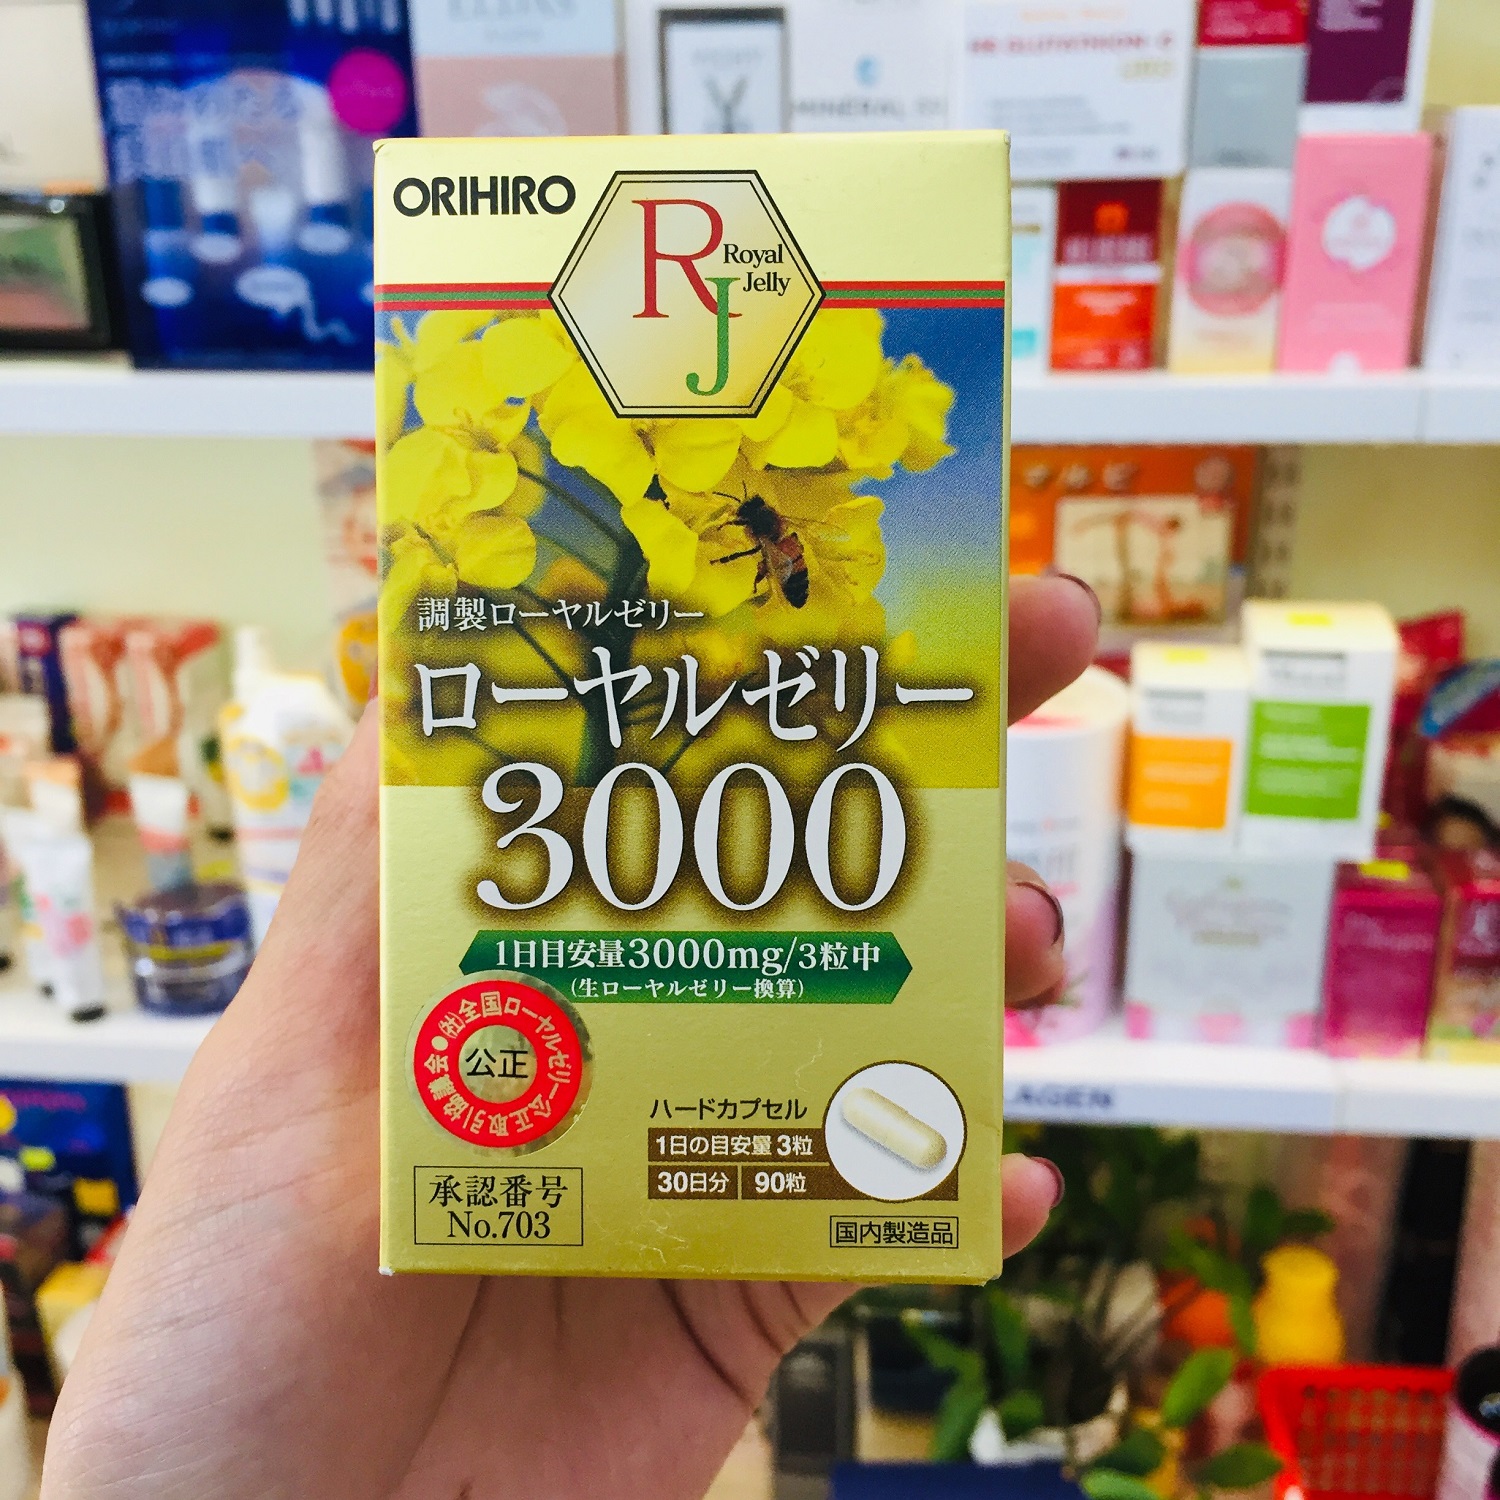 ORIHIRO
RJ
Royal
Jelly
調製ローヤルゼリー
ローヤルゼリー
3000
1日目安量3000mg/3粒中
(生ローヤルゼリー換算)
(社)全国ローヤルゼリー公正取引協議会
公正
ハードカプセル
1日の目安量 3粒
30日分 90粒
承認番号
No.703
国内製造品
LAGEN